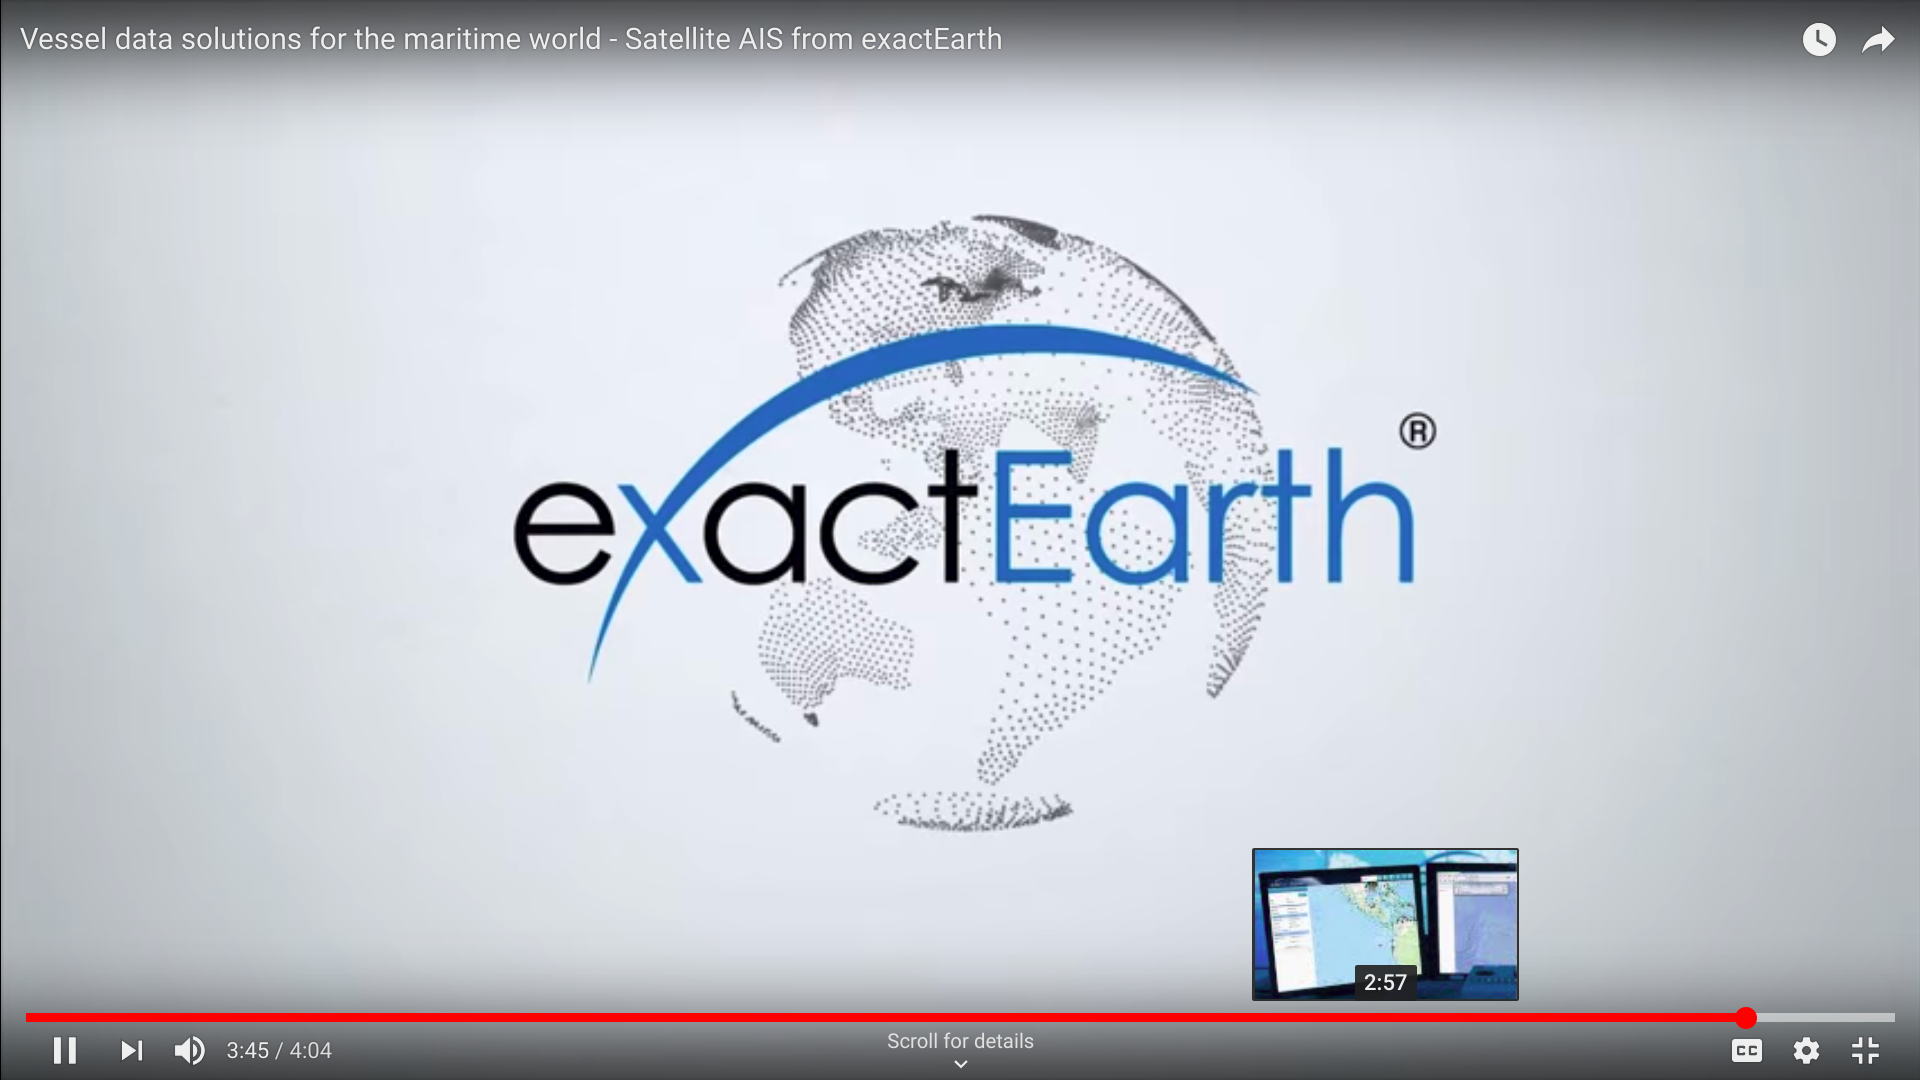 Vessel data solutions for the maritime world - Satellite AIS from exactEarth
exactEarth®
2:57
3:45 / 4:04
Scroll for details
CC